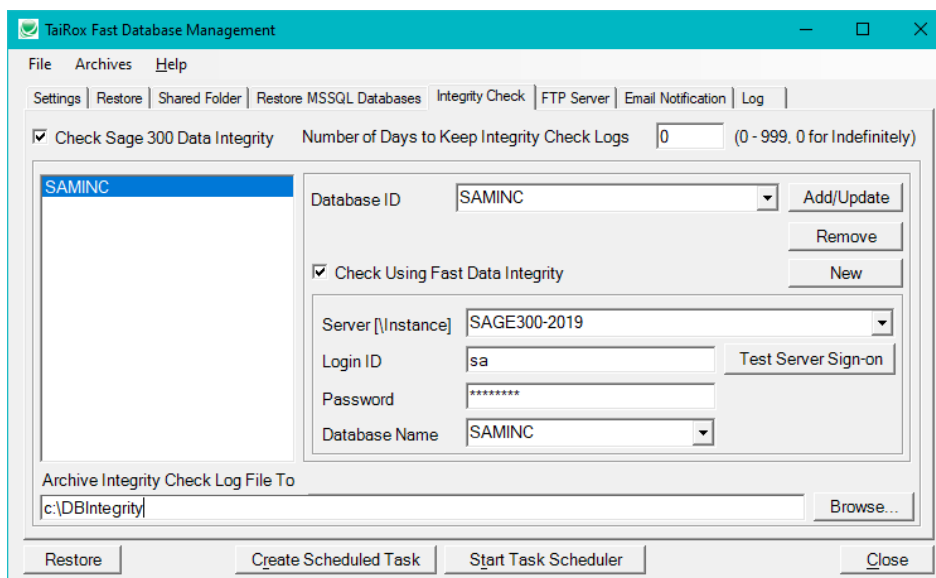 TaiRox Fast Database Management
File Archives Help
Settings Restore Shared Folder Restore MSSQL Databases Integrity Check FTP Server Email Notification Log
Check Sage 300 Data Integrity Number of Days to Keep Integrity Check Logs 0 (0 - 999, 0 for Indefinitely)
SAMINC
Database ID SAMINC Add/Update
Remove
Check Using Fast Data Integrity New
Server [\Instance] SAGE300-2019
Login ID sa Test Server Sign-on
Password ********
Database Name SAMINC
Archive Integrity Check Log File To
c:\DBIntegrity Browse...
Restore Create Scheduled Task Start Task Scheduler Close